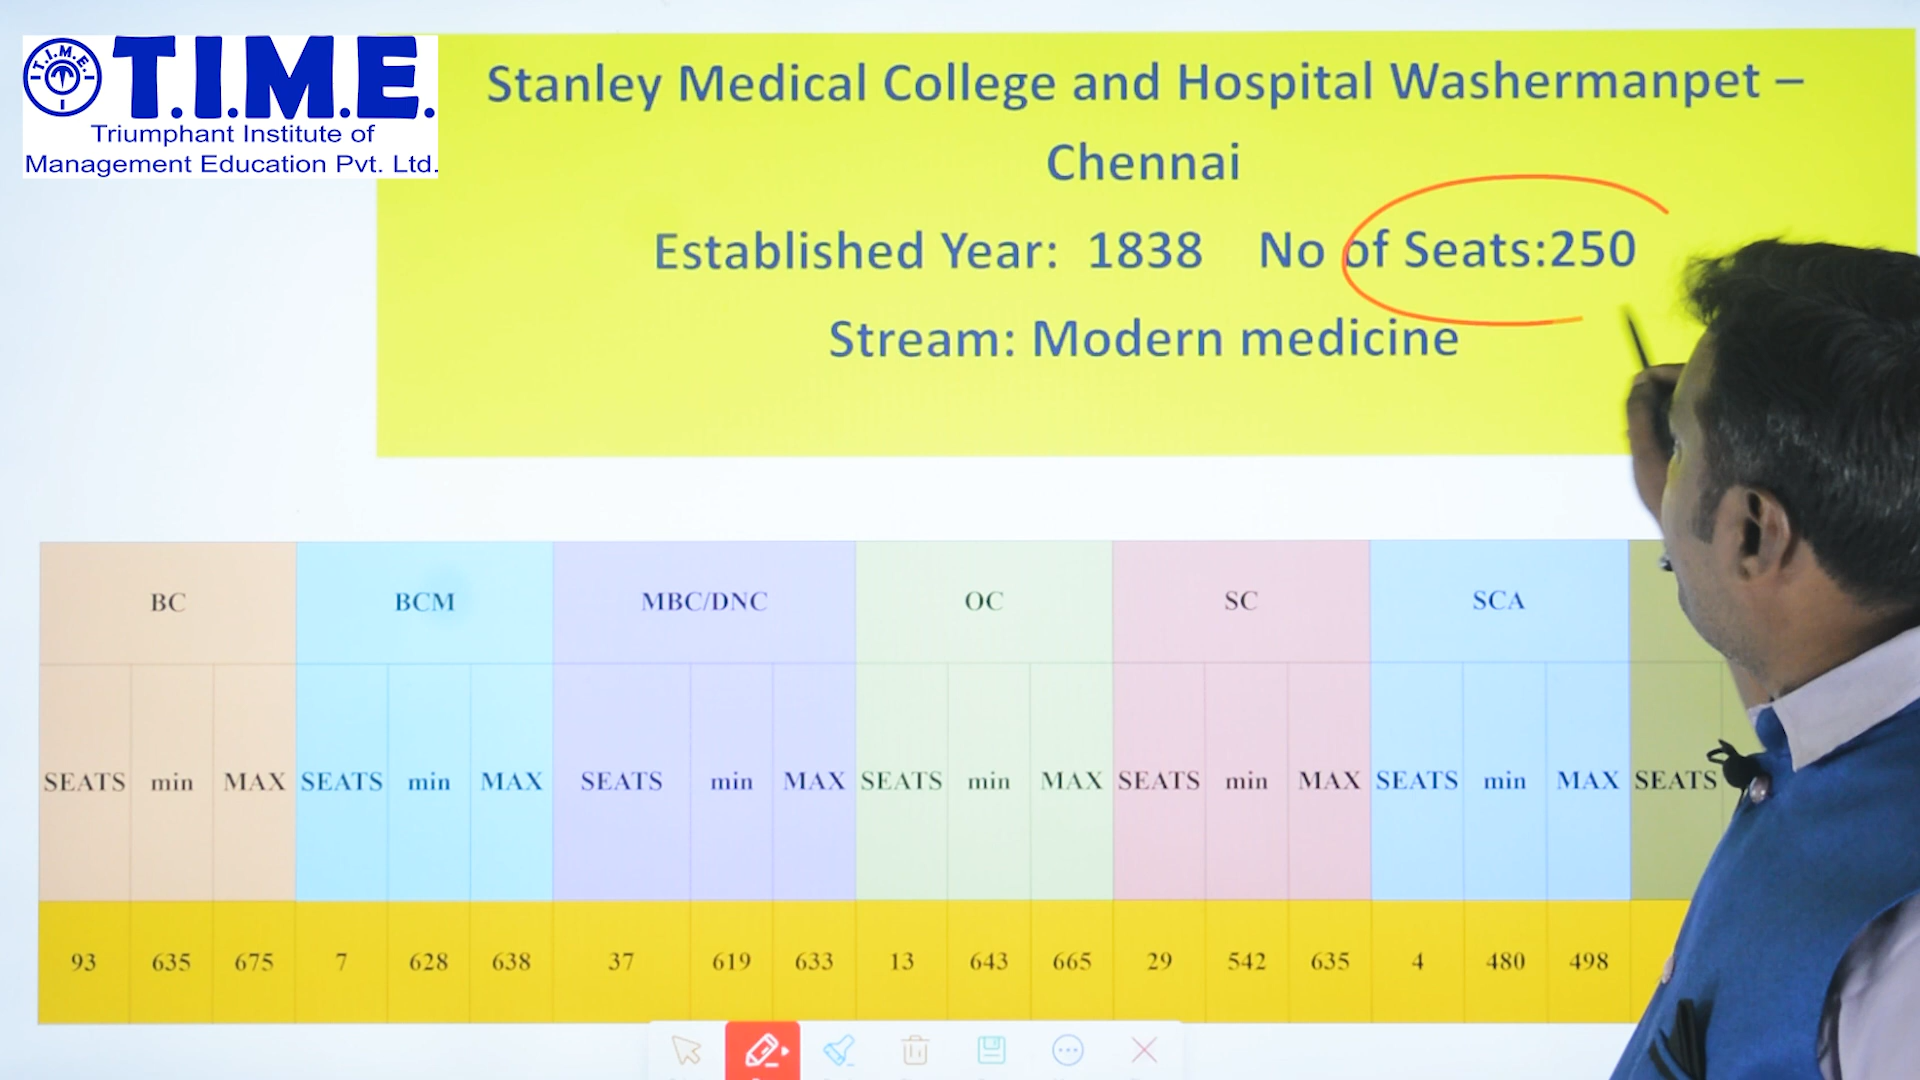 T.I.M.E.
T.I.M.E.
Triumphant Institute of
Management Education Pvt. Ltd.
Stanley Medical College and Hospital Washermanpet –
Chennai
Established Year: 1838 No of Seats:250
Stream: Modern medicine
BC BCM MBC/DNC OC SC SCA
SEATS min MAX SEATS min MAX SEATS min MAX SEATS min MAX SEATS min MAX SEATS min MAX SEATS
93 635 675 7 628 638 37 619 633 13 643 665 29 542 635 4 480 498